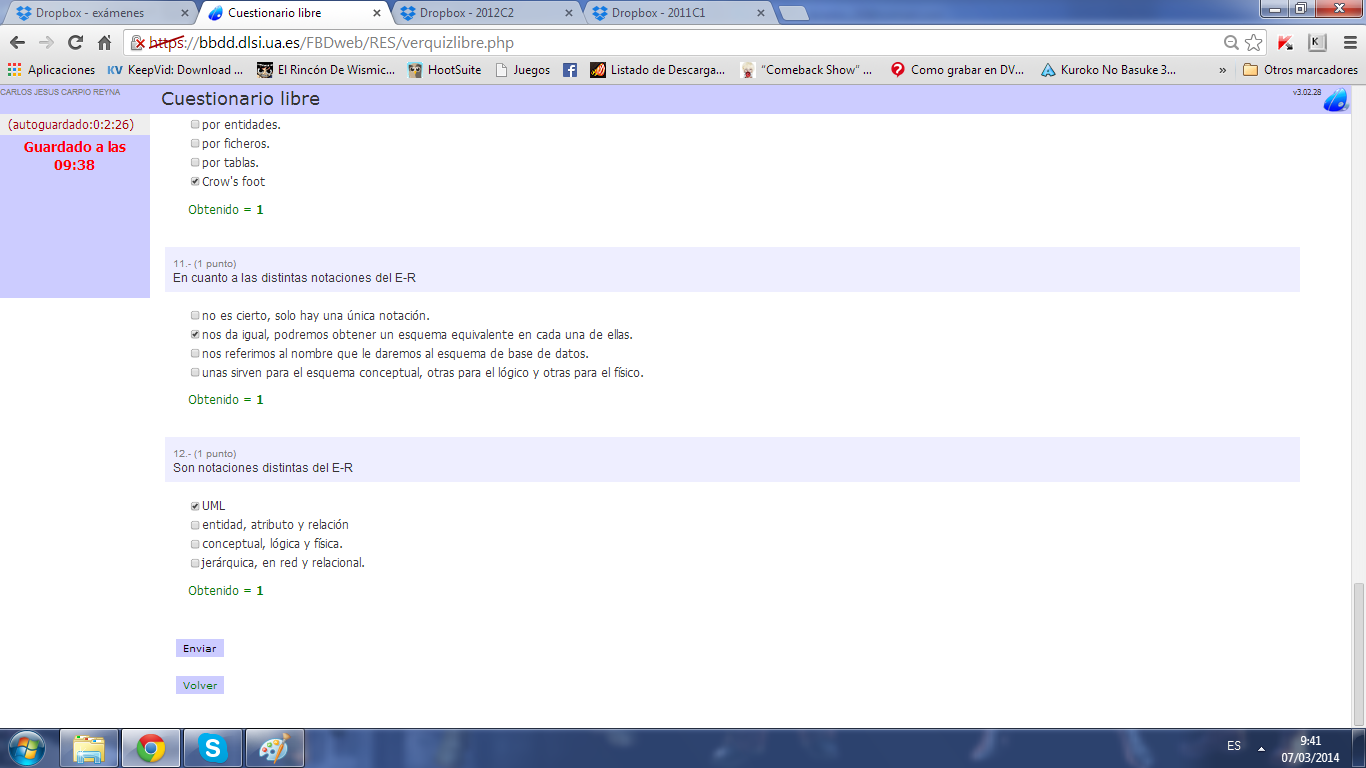 Dropbox - exámenes
Cuestionario libre
Dropbox - 2012C2
Dropbox - 2011C1
https://bbdd.dlsi.ua.es/FBDweb/RES/verquizlibre.php
Aplicaciones
KeepVid: Download ...
El Rincón De Wismic...
HootSuite
Juegos
Listado de Descarga...
"Comeback Show" ...
Como grabar en DV...
Kuroko No Basuke 3...
»
Otros marcadores
CARLOS JESUS CARPIO REYNA
Cuestionario libre
v3.02.28
(autoguardado:0:2:26)
Guardado a las
09:38
por entidades.
por ficheros.
por tablas.
Crow's foot
Obtenido = 1
11.- (1 punto)
En cuanto a las distintas notaciones del E-R
no es cierto, solo hay una única notación.
nos da igual, podremos obtener un esquema equivalente en cada una de ellas.
nos referimos al nombre que le daremos al esquema de base de datos.
unas sirven para el esquema conceptual, otras para el lógico y otras para el físico.
Obtenido = 1
12.- (1 punto)
Son notaciones distintas del E-R
UML
entidad, atributo y relación
conceptual, lógica y física.
jerárquica, en red y relacional.
Obtenido = 1
Enviar
Volver
ES
9:41
07/03/2014